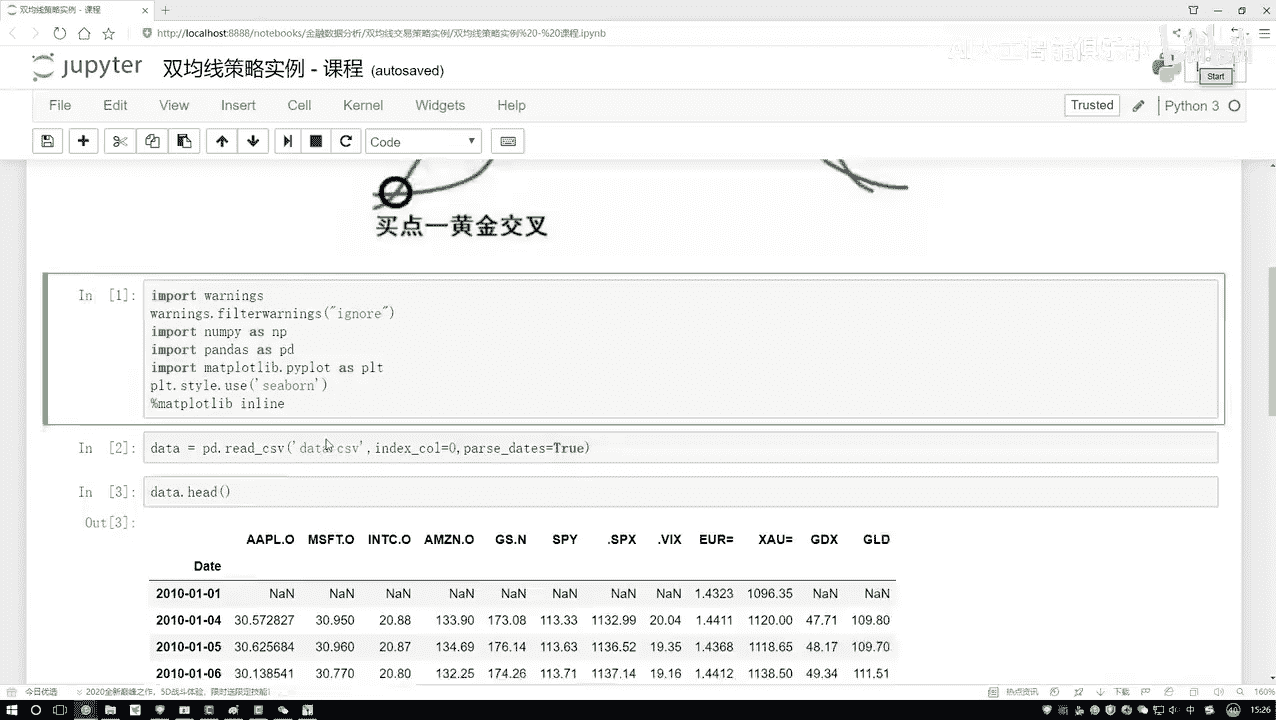 双均线策略实例 - 课程
http://localhost:8888/notebooks/金融数据分析/双均线交易策略实例/双均线策略实例%20-%20课程.ipynb
jupyter 双均线策略实例 - 课程 (autosaved)
Start
File Edit View Insert Cell Kernel Widgets Help
Trusted Python 3
Code
买点一黄金交叉
In [1]:
import warnings
warnings.filterwarnings("ignore")
import numpy as np
import pandas as pd
import matplotlib.pyplot as plt
plt.style.use('seaborn')
%matplotlib inline
In [2]: data = pd.read_csv('data.csv',index_col=0,parse_dates=True)
In [3]: data.head()
Out[3]:
AAPL.O MSFT.O INTC.O AMZN.O GS.N SPY .SPX .VIX EUR= XAU= GDX GLD
Date
2010-01-01 NaN NaN NaN NaN NaN NaN NaN NaN 1.4323 1096.35 NaN NaN
2010-01-04 30.572827 30.950 20.88 133.90 173.08 113.33 1132.99 20.04 1.4411 1120.00 47.71 109.80
2010-01-05 30.625684 30.960 20.87 134.69 176.14 113.63 1136.52 19.35 1.4368 1118.65 48.17 109.70
2010-01-06 30.138541 30.770 20.80 132.25 174.26 113.71 1137.14 19.16 1.4412 1138.50 49.34 111.51
今日优选 2020全新巅峰之作，5D战斗体验，限时送限定技能! 热点资讯 下载 160%
中 15:26